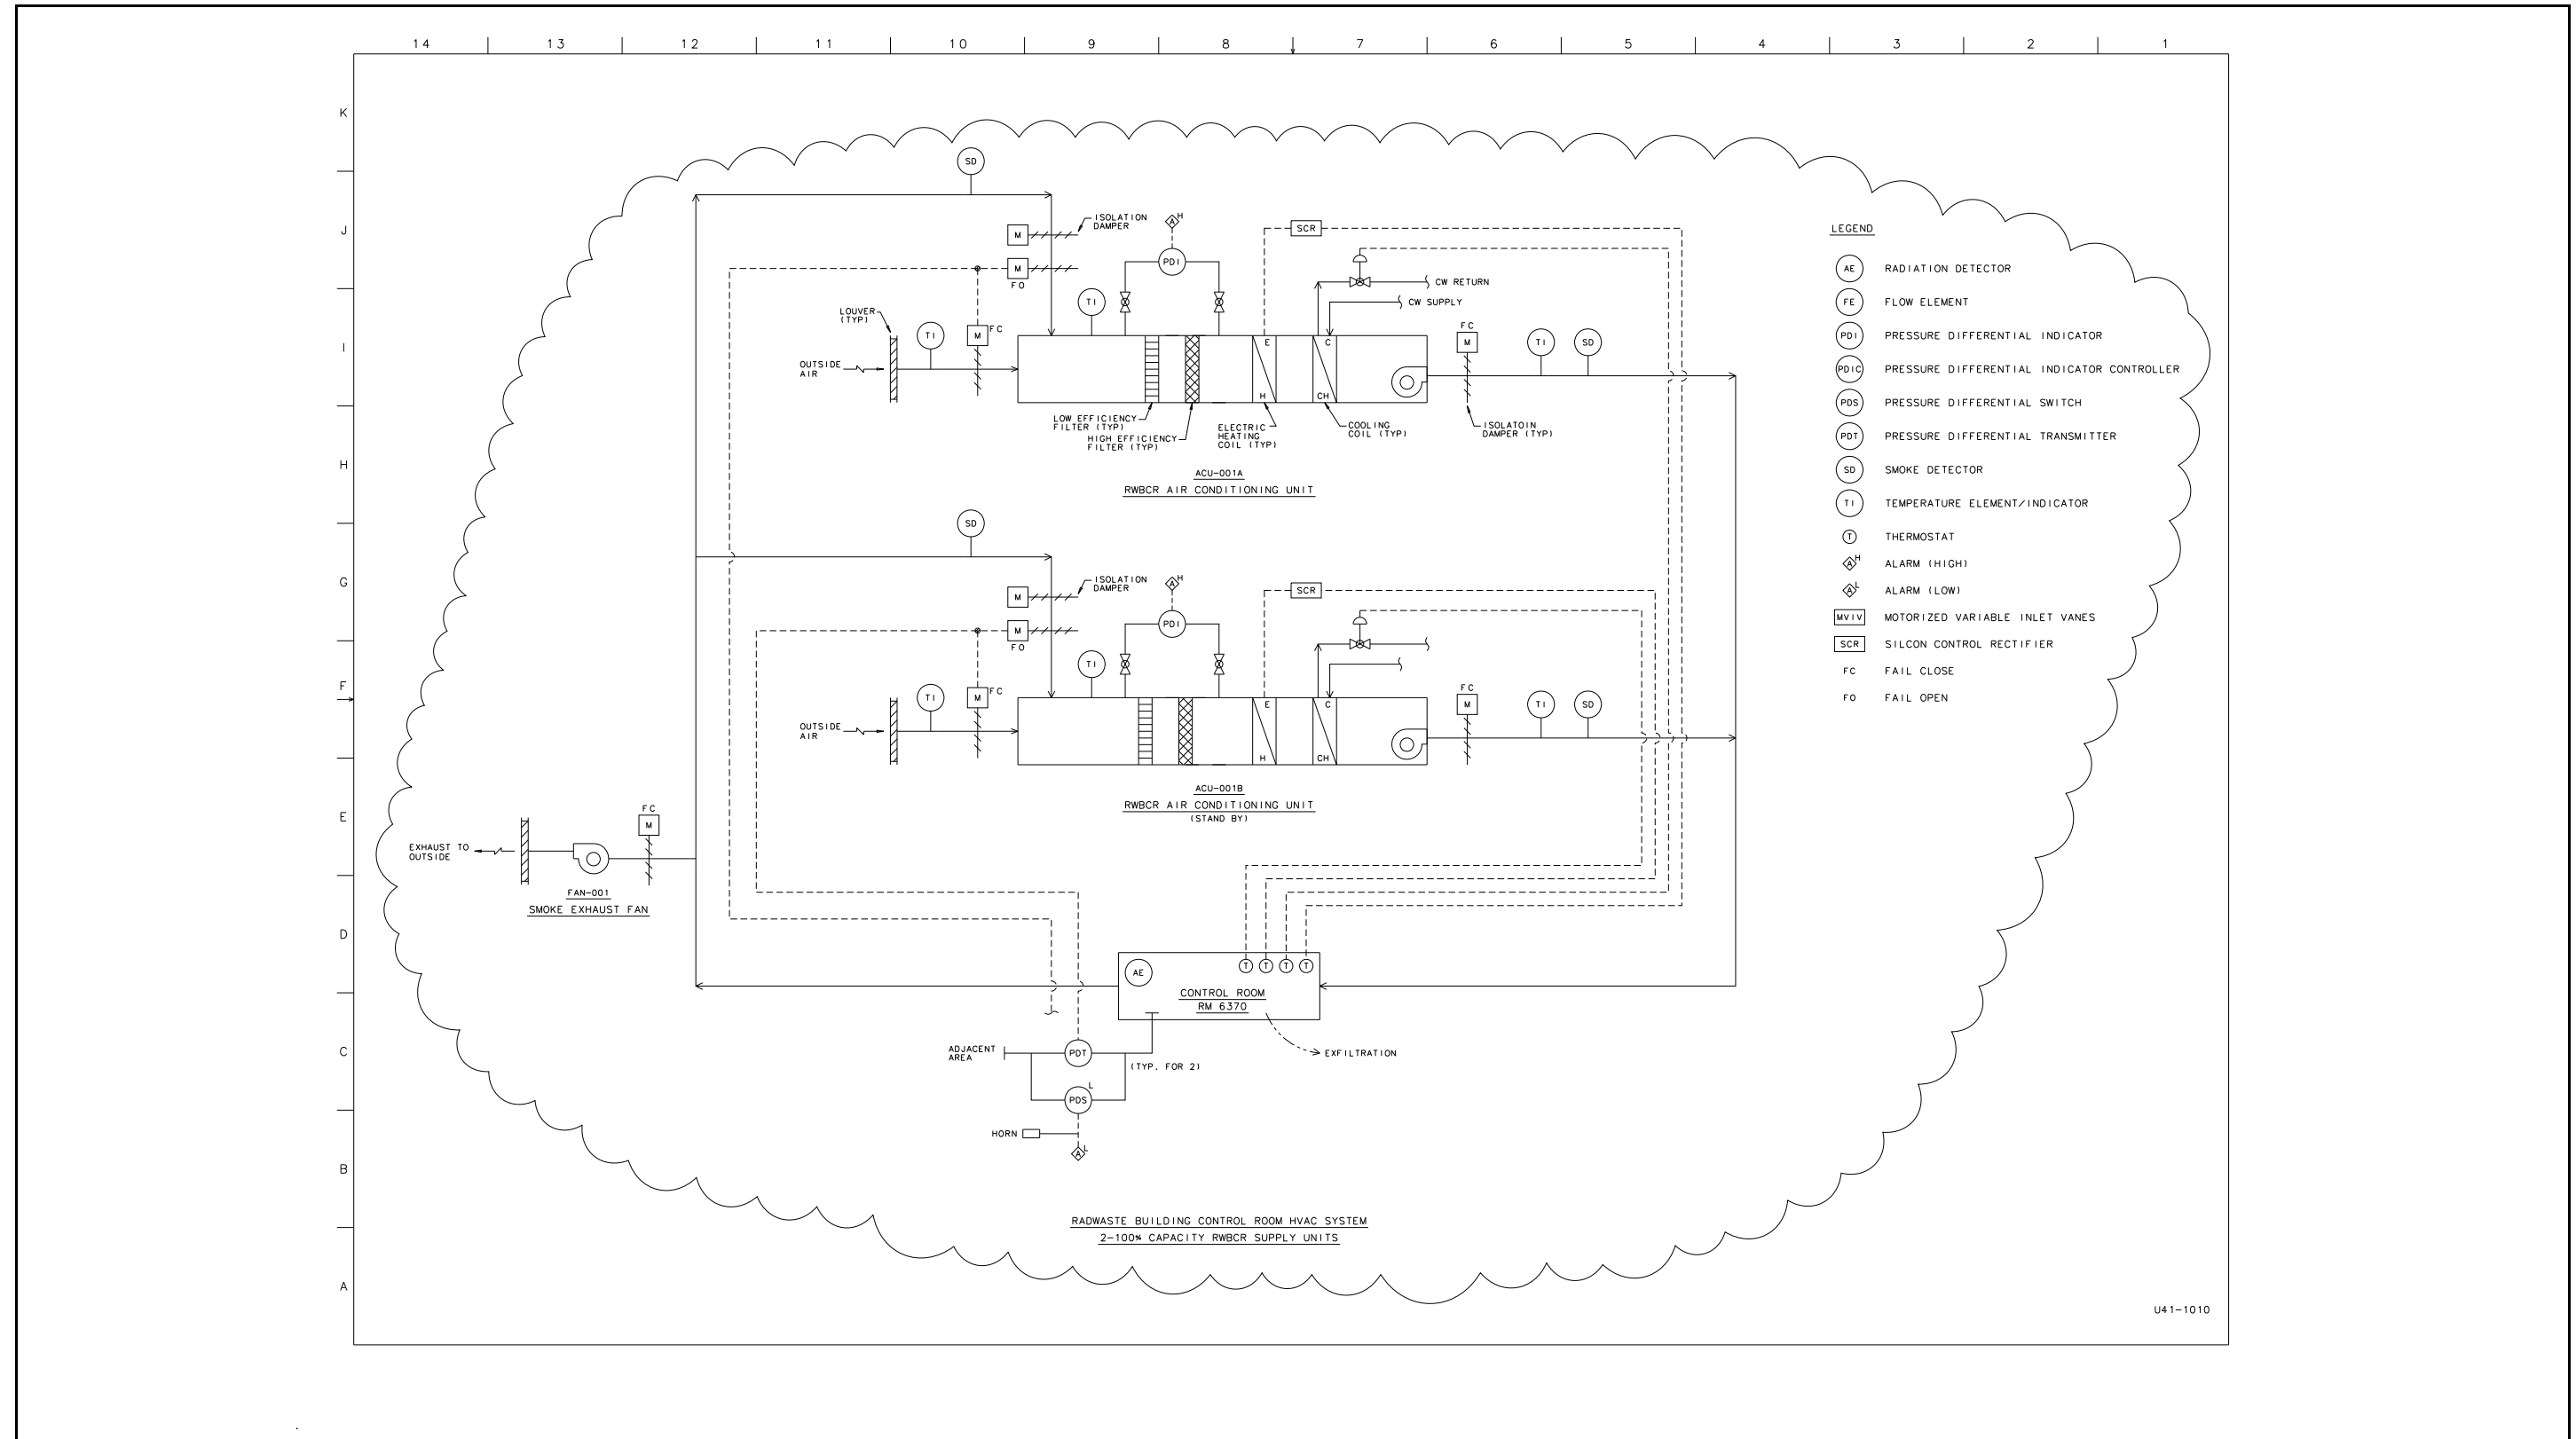 14 13 12 11 10 9 8 7 6 5 4 3 2 1
K
J
I
H
G
F
E
D
C
B
A
SD
M
ISOLATION
DAMPER
M
FO
A H
PDI
SCR
CW RETURN
CW SUPPLY
LOUVER
(TYP)
TI
TI
M FC
OUTSIDE
AIR
E
H
C
CH
FC
M
TI
SD
LOW EFFICIENCY
FILTER (TYP)
HIGH EFFICIENCY
FILTER (TYP)
ELECTRIC
HEATING
COIL (TYP)
COOLING
COIL (TYP)
ISOLATOIN
DAMPER (TYP)
ACU-001A
RWBCR AIR CONDITIONING UNIT
SD
M
ISOLATION
DAMPER
M
FO
A H
PDI
SCR
TI
TI
M FC
OUTSIDE
AIR
E
H
C
CH
FC
M
TI
SD
ACU-001B
RWBCR AIR CONDITIONING UNIT
(STAND BY)
FC
M
EXHAUST TO
OUTSIDE
FAN-001
SMOKE EXHAUST FAN
AE
T T T T
CONTROL ROOM
RM 6370
ADJACENT
AREA
PDT
(TYP. FOR 2)
EXFILTRATION
PDS L
HORN
A L
RADWASTE BUILDING CONTROL ROOM HVAC SYSTEM
2-100% CAPACITY RWBCR SUPPLY UNITS
LEGEND
AE RADIATION DETECTOR
FE FLOW ELEMENT
PDI PRESSURE DIFFERENTIAL INDICATOR
PDIC PRESSURE DIFFERENTIAL INDICATOR CONTROLLER
PDS PRESSURE DIFFERENTIAL SWITCH
PDT PRESSURE DIFFERENTIAL TRANSMITTER
SD SMOKE DETECTOR
TI TEMPERATURE ELEMENT/INDICATOR
T THERMOSTAT
A H ALARM (HIGH)
A L ALARM (LOW)
MVIV MOTORIZED VARIABLE INLET VANES
SCR SILCON CONTROL RECTIFIER
FC FAIL CLOSE
FO FAIL OPEN
U41-1010